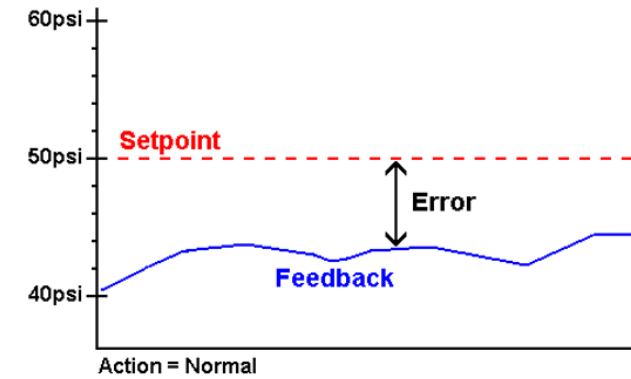 60psi
Setpoint
50psi
Error
Feedback
40psi
Action = Normal